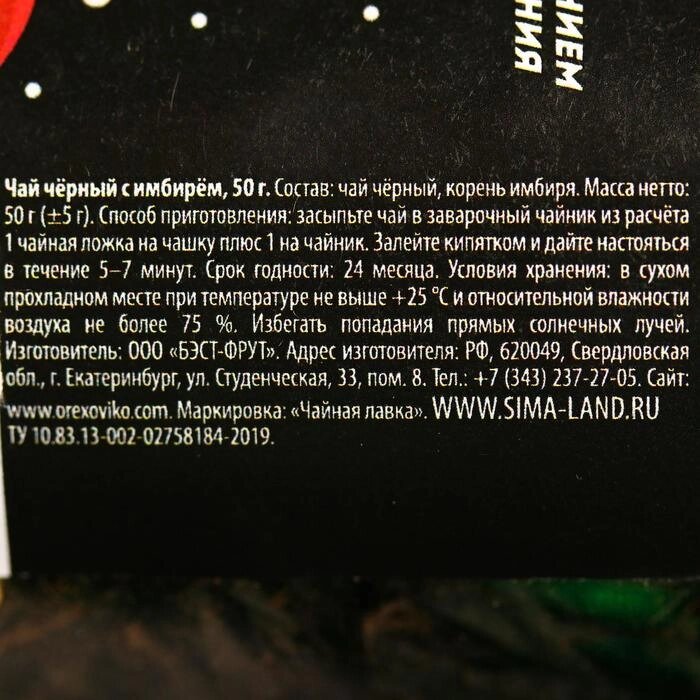 НИЕМ
НИЯ
Чай чёрный с имбирём, 50 г. Состав: чай чёрный, корень имбиря. Масса нетто:
50 г (±5 г). Способ приготовления: засыпьте чай в заварочный чайник из расчёта
1 чайная ложка на чашку плюс 1 на чайник. Залейте кипятком и дайте настояться
в течение 5–7 минут. Срок годности: 24 месяца. Условия хранения: в сухом
прохладном месте при температуре не выше +25 °С и относительной влажности
воздуха не более 75 %. Избегать попадания прямых солнечных лучей.
Изготовитель: ООО «БЭСТ-ФРУТ». Адрес изготовителя: РФ, 620049, Свердловская
обл., г. Екатеринбург, ул. Студенческая, 33, пом. 8. Тел.: +7 (343) 237-27-05. Сайт:
www.orexoviko.com. Маркировка: «Чайная лавка». WWW.SIMA-LAND.RU
ТУ 10.83.13-002-02758184-2019.